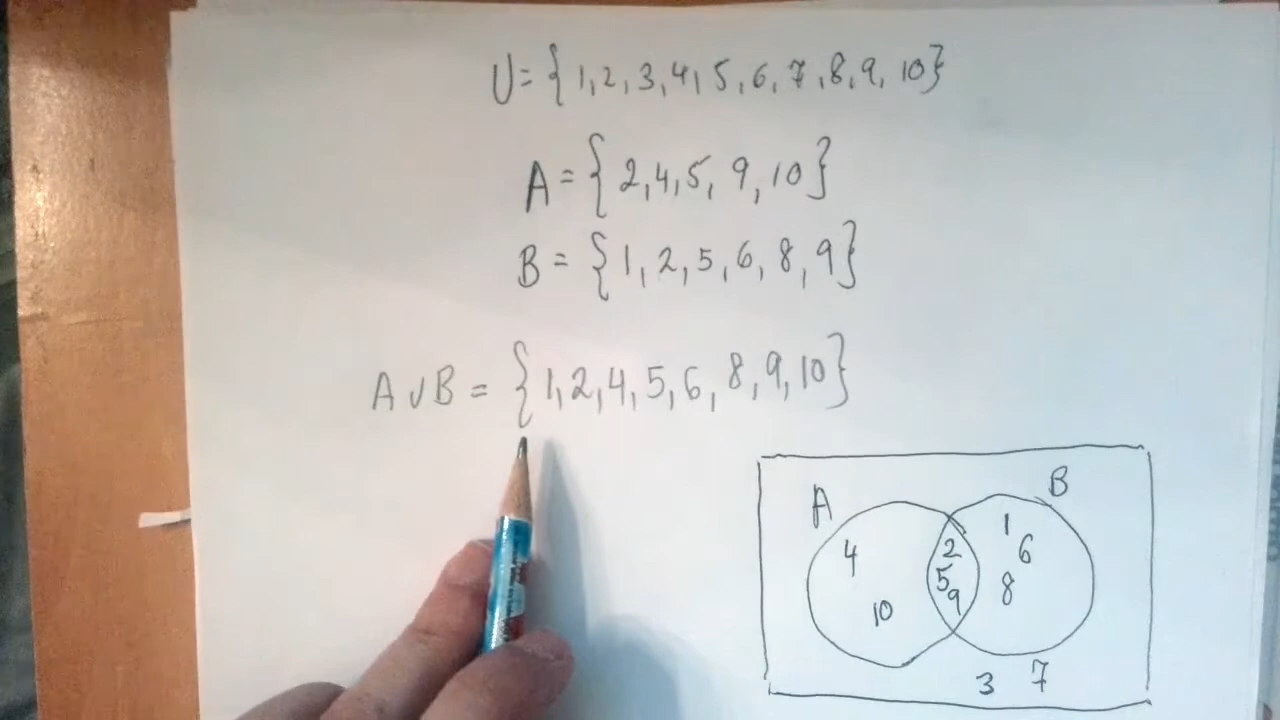 U = {1, 2, 3, 4, 5, 6, 7, 8, 9, 10}
A = {2, 4, 5, 9, 10}
B = {1, 2, 5, 6, 8, 9}
A ∪ B = {1, 2, 4, 5, 6, 8, 9, 10}
A
B
4
10
2
5
9
1
6
8
3 7